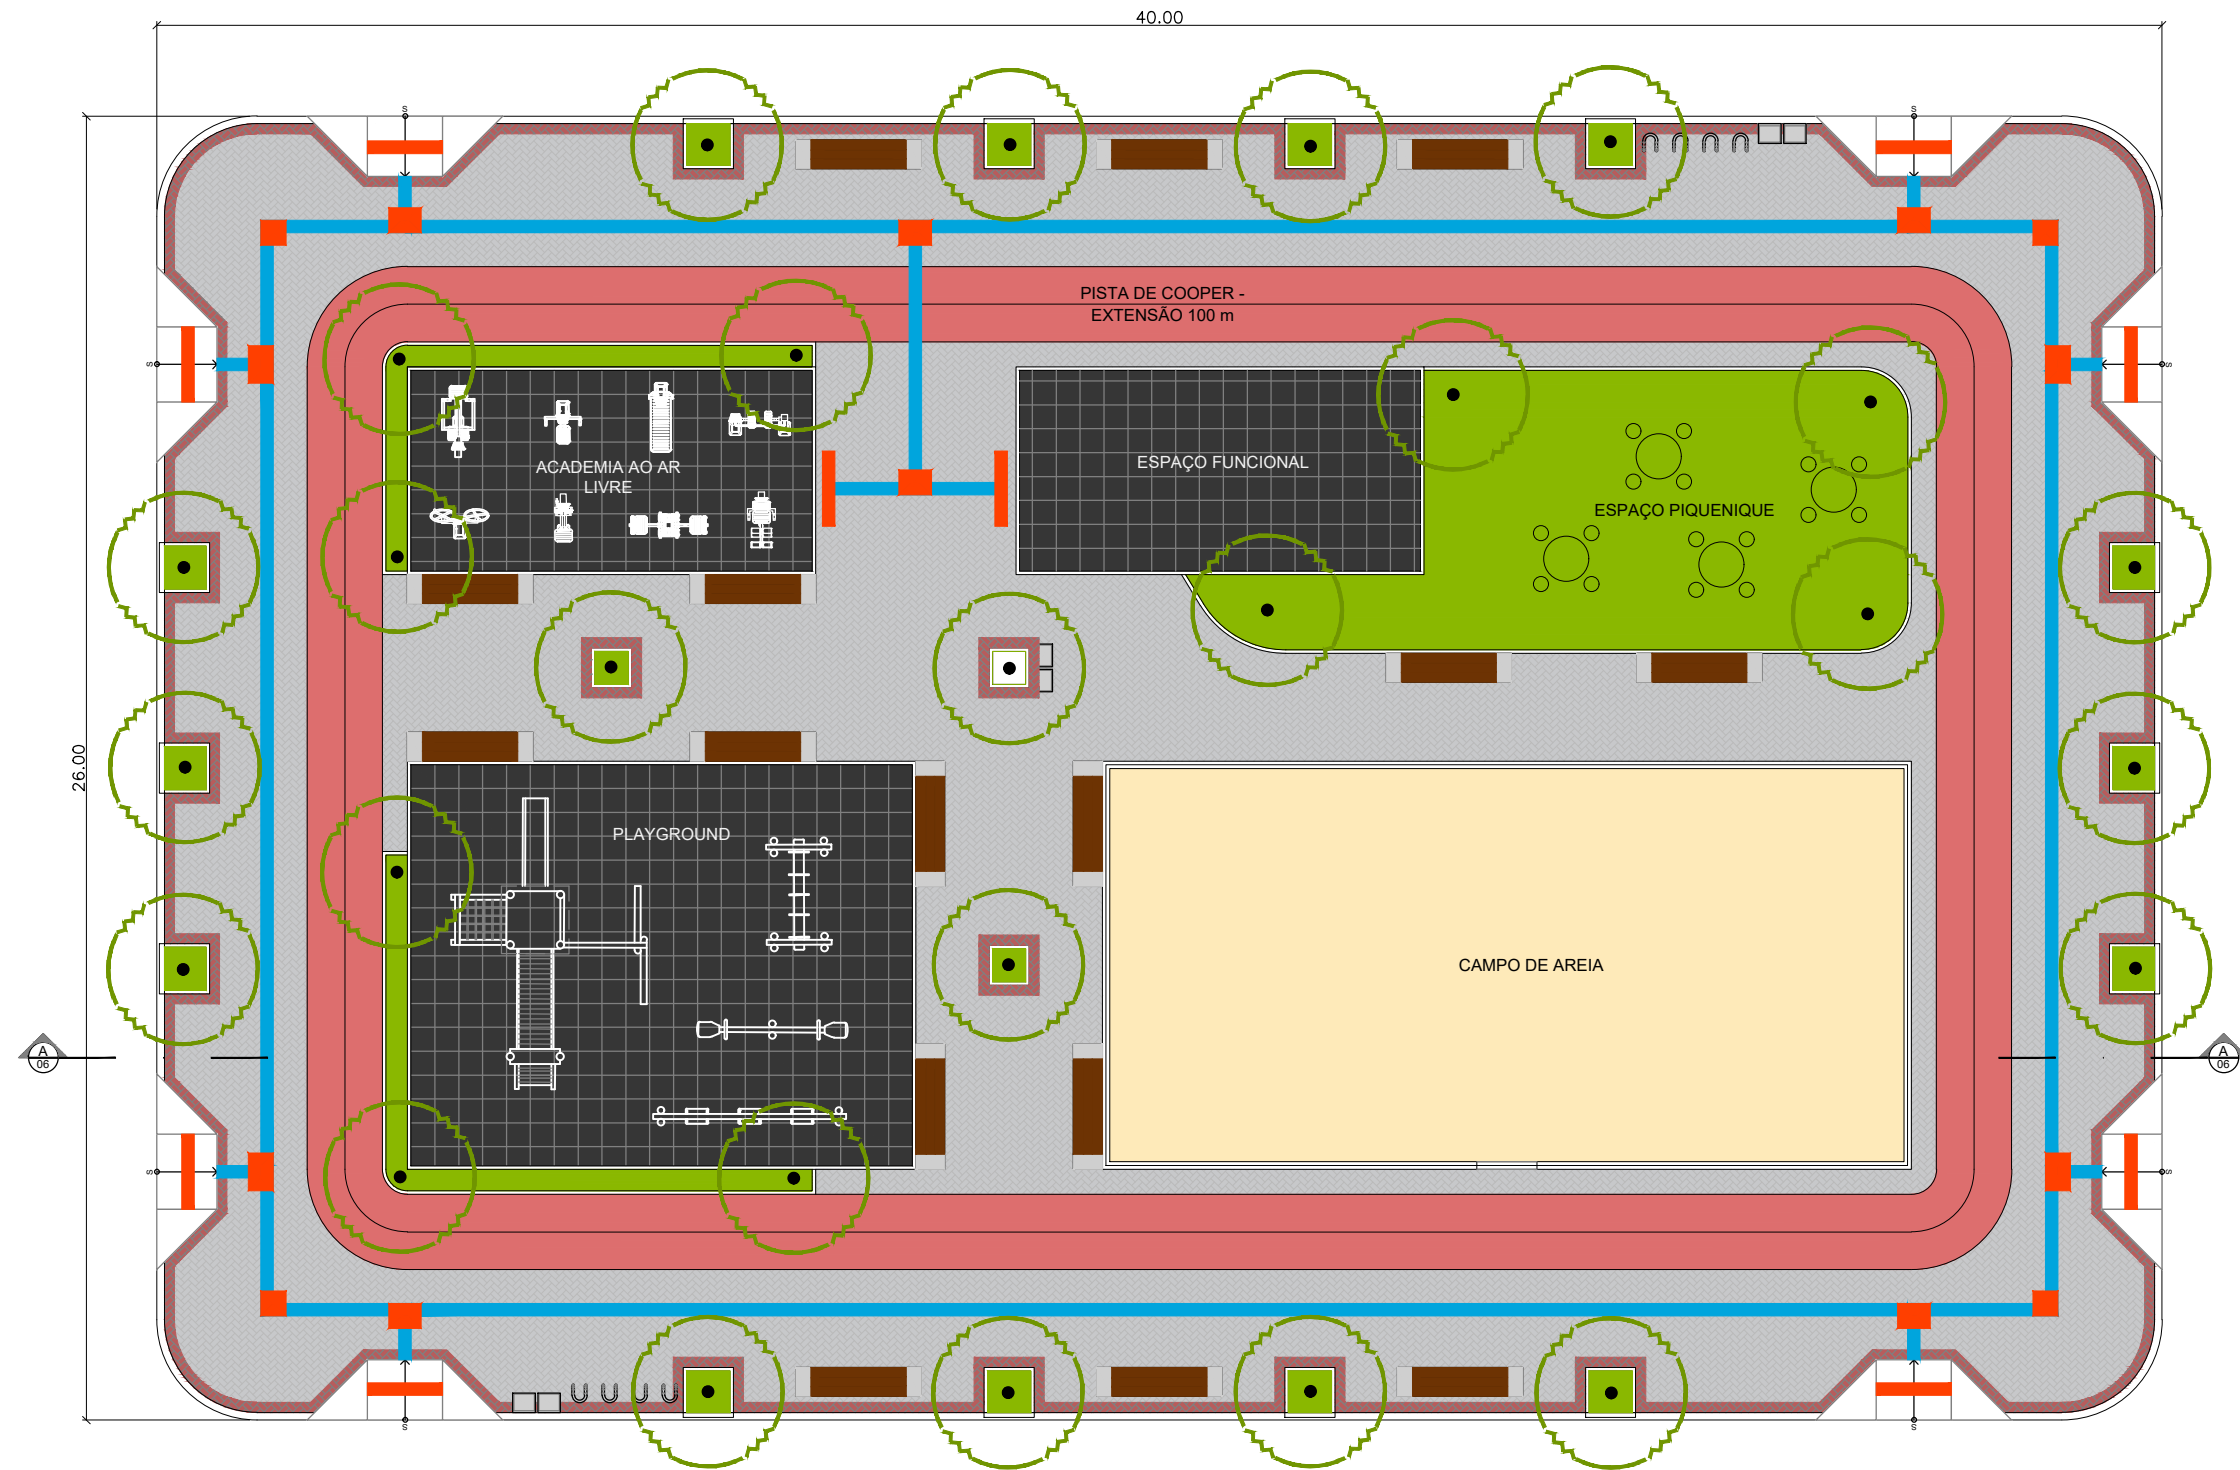 40.00
S
S
PISTA DE COOPER -
EXTENSÃO 100 m
S
S
ACADEMIA AO AR
LIVRE
ESPAÇO FUNCIONAL
ESPAÇO PIQUENIQUE
26.00
PLAYGROUND
CAMPO DE AREIA
A
06
A
06
S
S
S
S